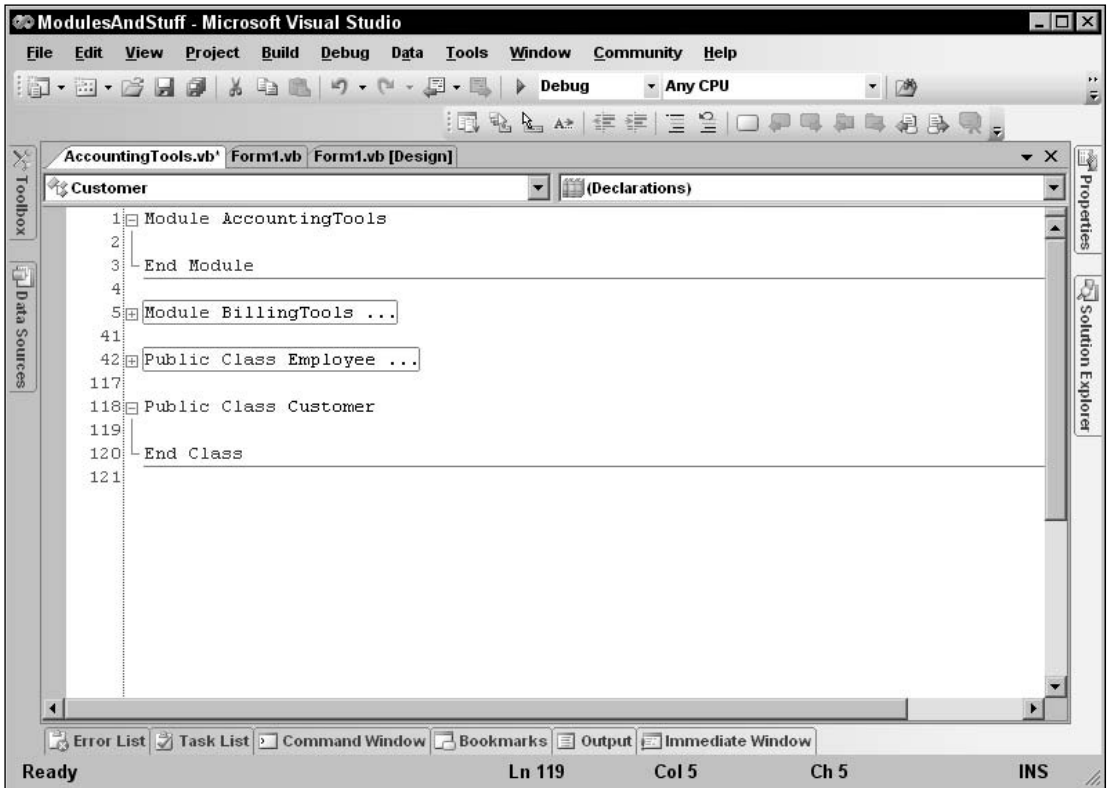 ModulesAndStuff - Microsoft Visual Studio
File Edit View Project Build Debug Data Tools Window Community Help
Debug Any CPU
AccountingTools.vb* Form1.vb Form1.vb [Design]
Customer (Declarations)
Toolbox
Data Sources
1 Module AccountingTools
2
3 End Module
4
5 Module BillingTools ...
41
42 Public Class Employee ...
117
118 Public Class Customer
119
120 End Class
121
Properties
Solution Explorer
Error List Task List Command Window Bookmarks Output Immediate Window
Ready Ln 119 Col 5 Ch 5 INS